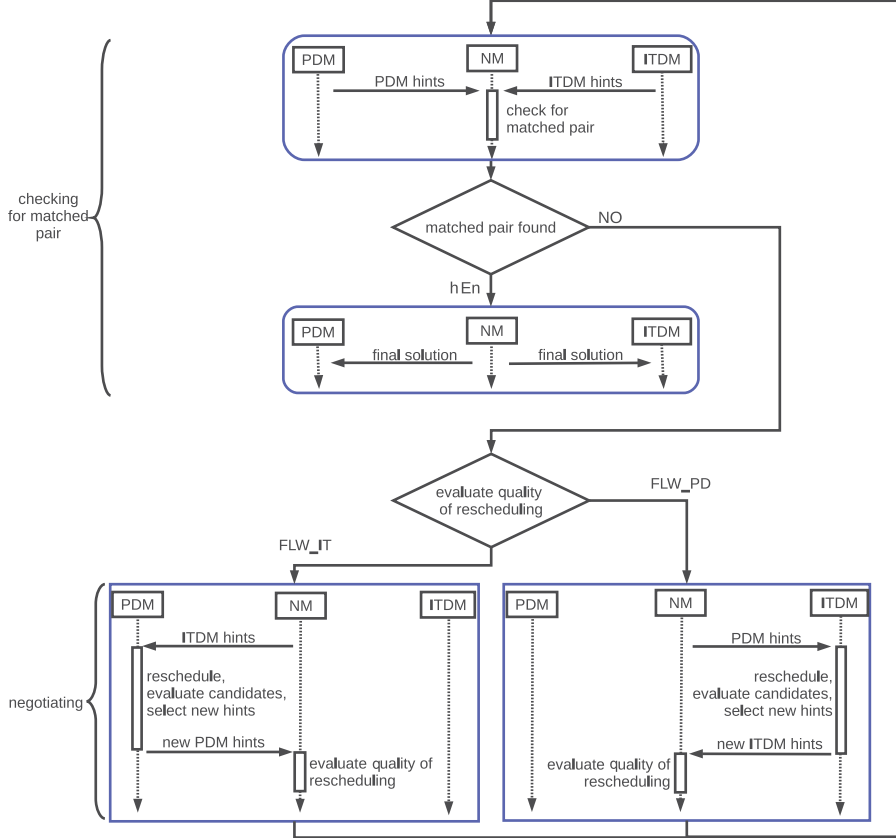 PDM
NM
ITDM
PDM hints
ITDM hints
check for
matched pair
checking
for matched
pair
matched pair found
NO
hEn
PDM
NM
ITDM
final solution
final solution
evaluate quality
of rescheduling
FLW_PD
FLW_IT
PDM
NM
ITDM
ITDM hints
reschedule,
evaluate candidates,
select new hints
new PDM hints
evaluate quality of
rescheduling
negotiating
PDM
NM
ITDM
PDM hints
reschedule,
evaluate candidates,
select new hints
new ITDM hints
evaluate quality of
rescheduling